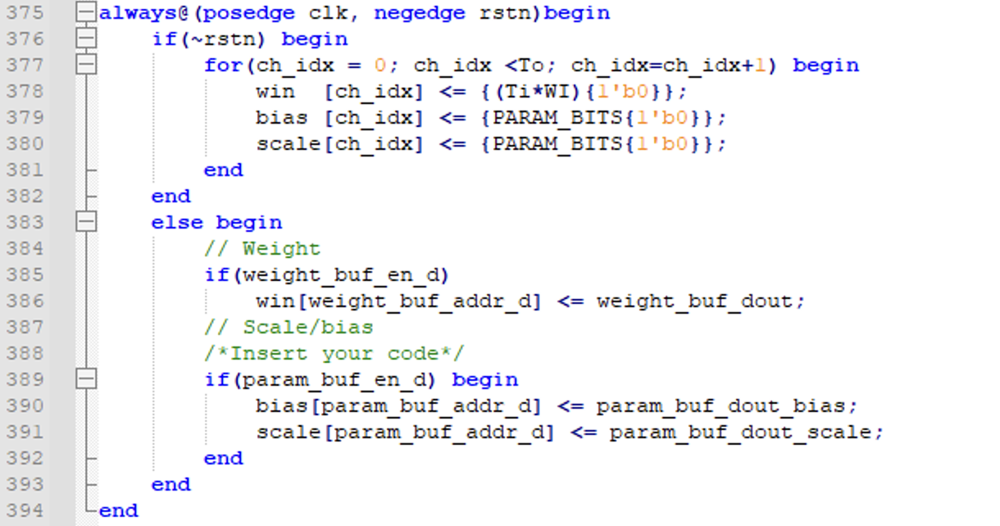 375 always@(posedge clk, negedge rstn)begin
376     if(~rstn) begin
377         for(ch_idx = 0; ch_idx <To; ch_idx=ch_idx+1) begin
378             win  [ch_idx] <= {(Ti*WI){1'b0}};
379             bias [ch_idx] <= {PARAM_BITS{1'b0}};
380             scale[ch_idx] <= {PARAM_BITS{1'b0}};
381         end
382     end
383     else begin
384         // Weight
385         if(weight_buf_en_d)
386             win[weight_buf_addr_d] <= weight_buf_dout;
387         // Scale/bias
388         /*Insert your code*/
389         if(param_buf_en_d) begin
390             bias[param_buf_addr_d] <= param_buf_dout_bias;
391             scale[param_buf_addr_d] <= param_buf_dout_scale;
392         end
393     end
394 end